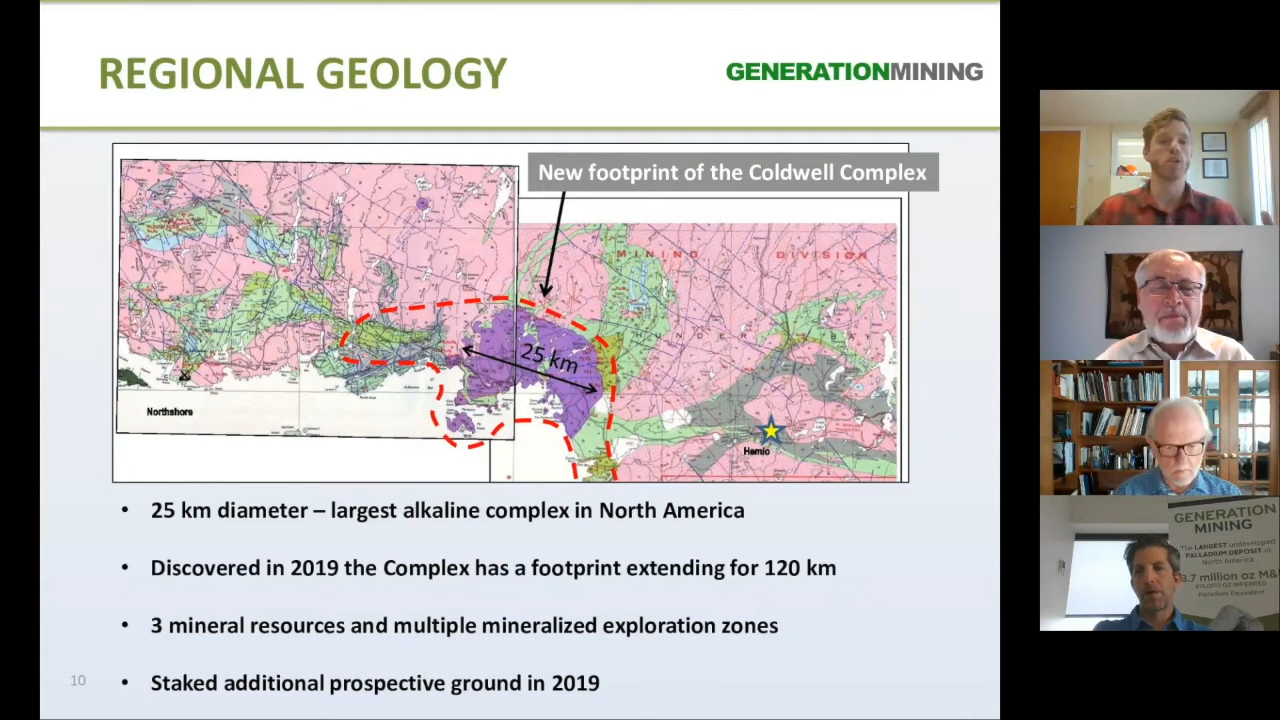 REGIONAL GEOLOGY
GENERATIONMINING
New footprint of the Coldwell Complex
MINING DIVISION
25 km
THUNDER BAY
Northshore
Hemlo
• 25 km diameter – largest alkaline complex in North America
• Discovered in 2019 the Complex has a footprint extending for 120 km
• 3 mineral resources and multiple mineralized exploration zones
10
• Staked additional prospective ground in 2019
GENERATION
MINING
The LARGEST undeveloped
PALLADIUM DEPOSIT in
North America
3.7 million oz M&I
INFERRED
Palladium Equivalent